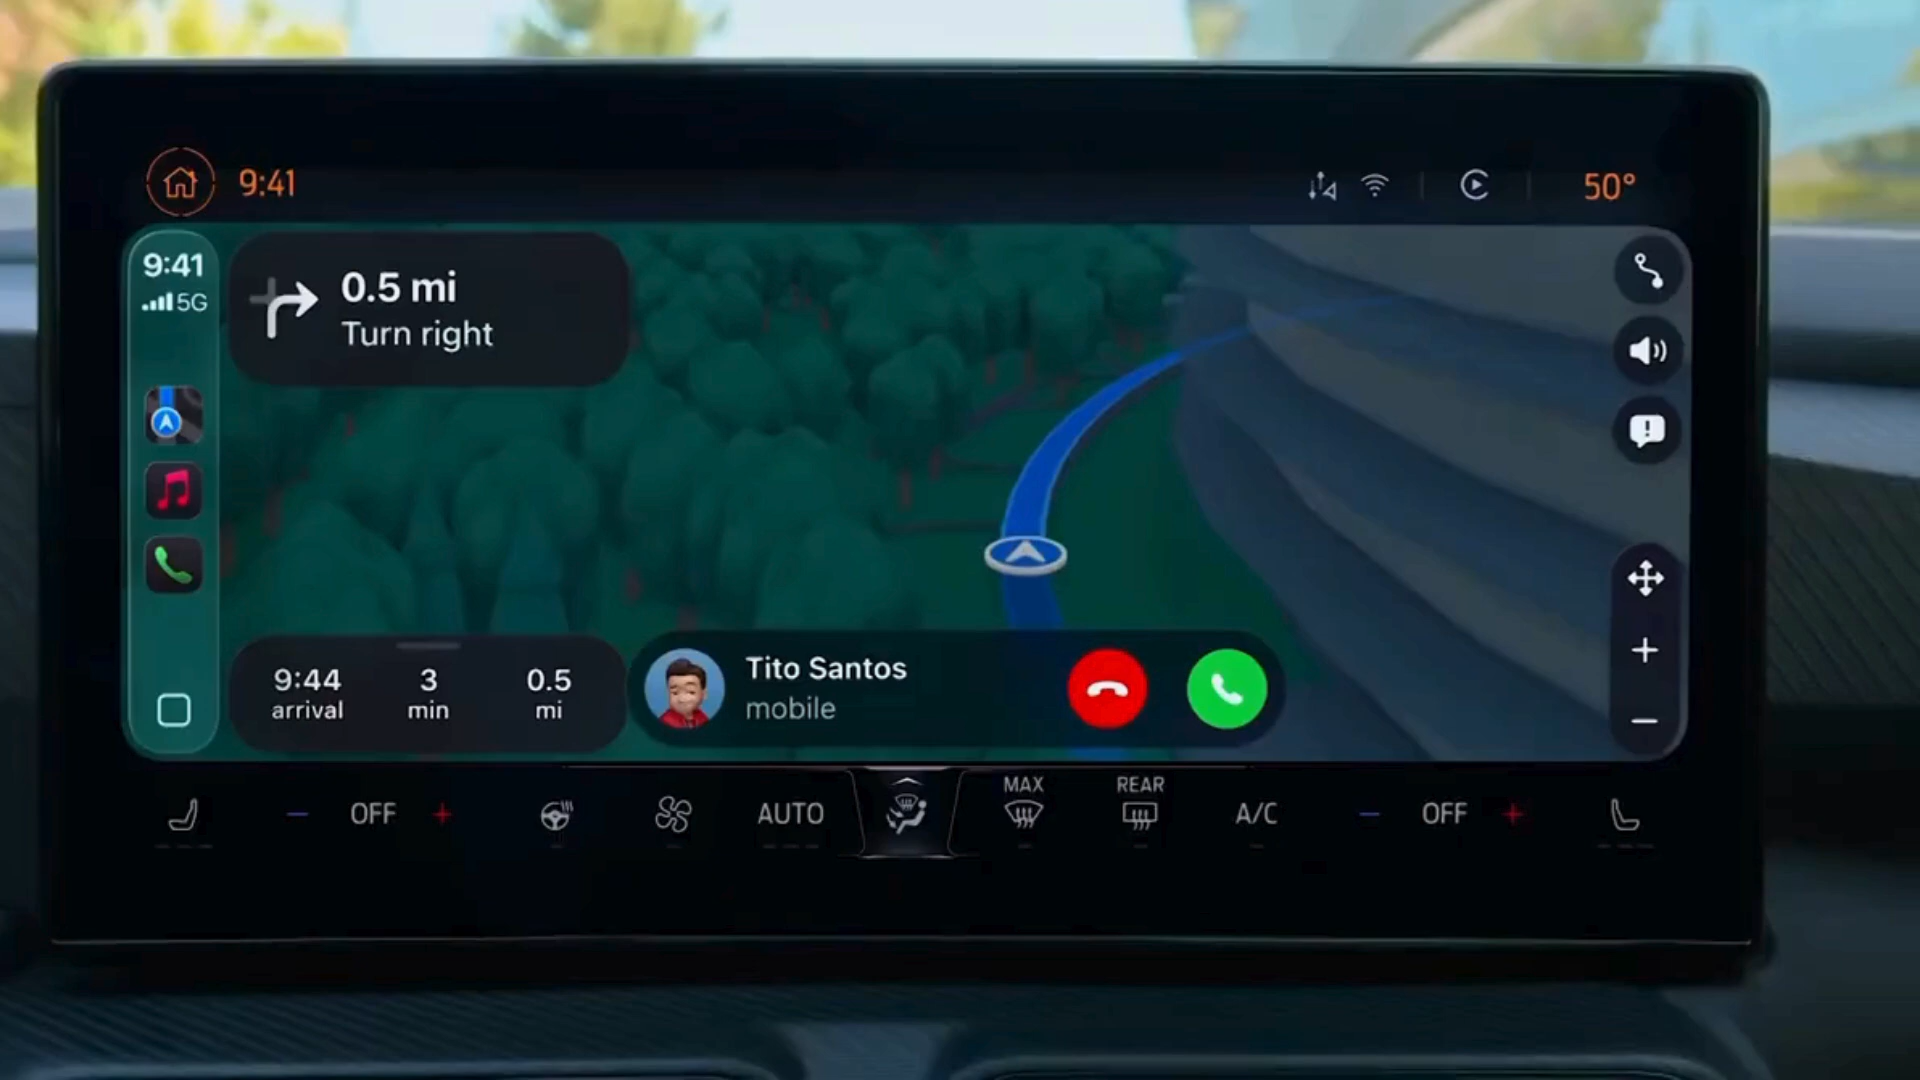 9:41
50°
9:41
5G
0.5 mi
Turn right
9:44
arrival
3
min
0.5
mi
Tito Santos
mobile
OFF
AUTO
MAX
REAR
A/C
OFF